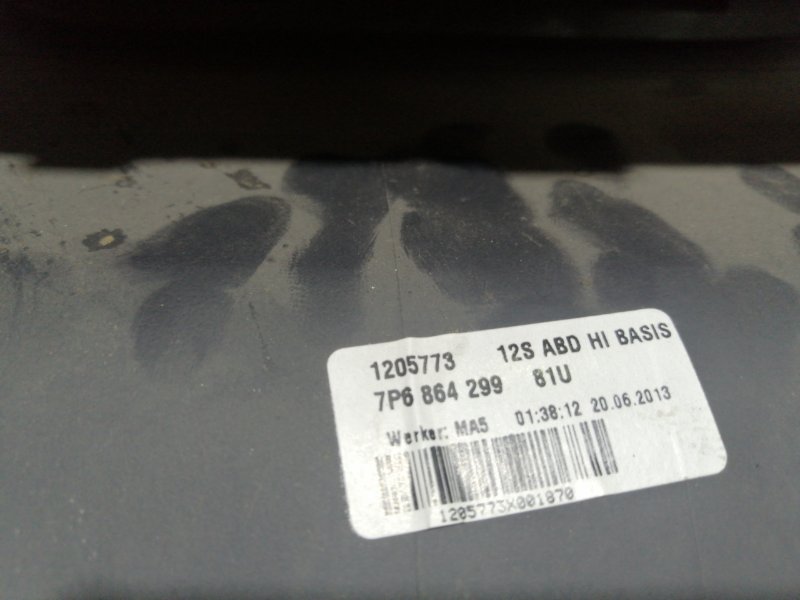 1205773 12S ABD HI BASIS
7P6 864 299 81U
Werker: MA5 01:38:12 20.06.2013
1205773X001870